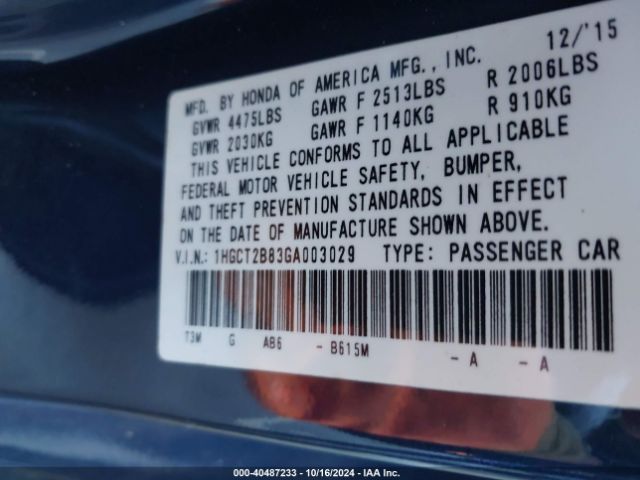 MFD. BY HONDA OF AMERICA MFG., INC. 12/'15
GVWR 4475LBS GAWR F 2513LBS R 2006LBS
GVWR 2030KG GAWR F 1140KG R 910KG
THIS VEHICLE CONFORMS TO ALL APPLICABLE
FEDERAL MOTOR VEHICLE SAFETY, BUMPER,
AND THEFT PREVENTION STANDARDS IN EFFECT
ON THE DATE OF MANUFACTURE SHOWN ABOVE.
V.I.N.: 1HGCT2B83GA003029 TYPE: PASSENGER CAR
T3M G AB6 - B615M - A - A
000-40487233 - 10/16/2024 - IAA Inc.